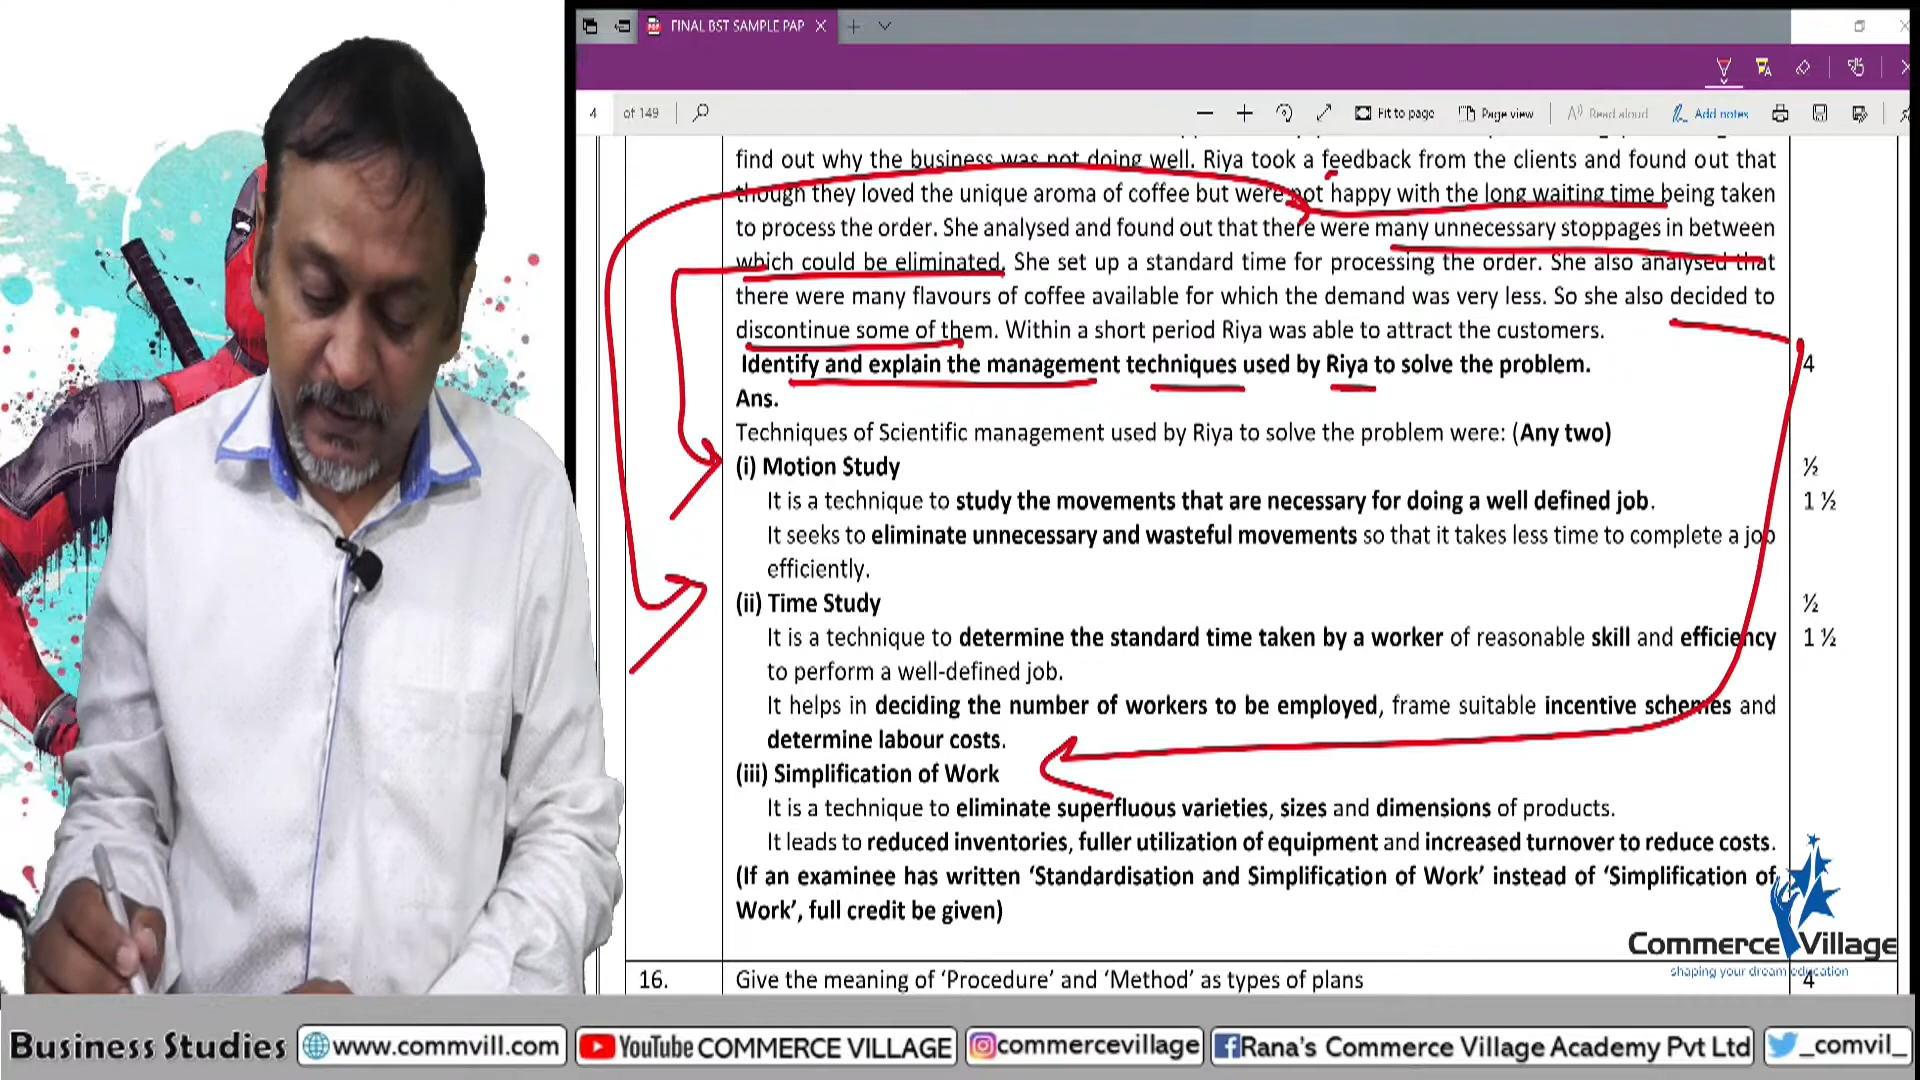 FINAL BST SAMPLE PAP
4 of 149
Fit to page
Page view
Read aloud
Add notes
find out why the business was not doing well. Riya took a feedback from the clients and found out that
though they loved the unique aroma of coffee but were not happy with the long waiting time being taken
to process the order. She analysed and found out that there were many unnecessary stoppages in between
which could be eliminated. She set up a standard time for processing the order. She also analysed that
there were many flavours of coffee available for which the demand was very less. So she also decided to
discontinue some of them. Within a short period Riya was able to attract the customers.
Identify and explain the management techniques used by Riya to solve the problem. 4
Ans.
Techniques of Scientific management used by Riya to solve the problem were: (Any two)
(i) Motion Study ½
It is a technique to study the movements that are necessary for doing a well defined job. 1 ½
It seeks to eliminate unnecessary and wasteful movements so that it takes less time to complete a job
efficiently.
(ii) Time Study ½
It is a technique to determine the standard time taken by a worker of reasonable skill and efficiency 1 ½
to perform a well-defined job.
It helps in deciding the number of workers to be employed, frame suitable incentive schemes and
determine labour costs.
(iii) Simplification of Work
It is a technique to eliminate superfluous varieties, sizes and dimensions of products.
It leads to reduced inventories, fuller utilization of equipment and increased turnover to reduce costs.
(If an examinee has written ‘Standardisation and Simplification of Work’ instead of ‘Simplification of
Work’, full credit be given)
Commerce Village
shaping your dream education
16. Give the meaning of ‘Procedure’ and ‘Method’ as types of plans 4
Business Studies
www.commvill.com
YouTube COMMERCE VILLAGE
commercevillage
Rana's Commerce Village Academy Pvt Ltd
_comvil_